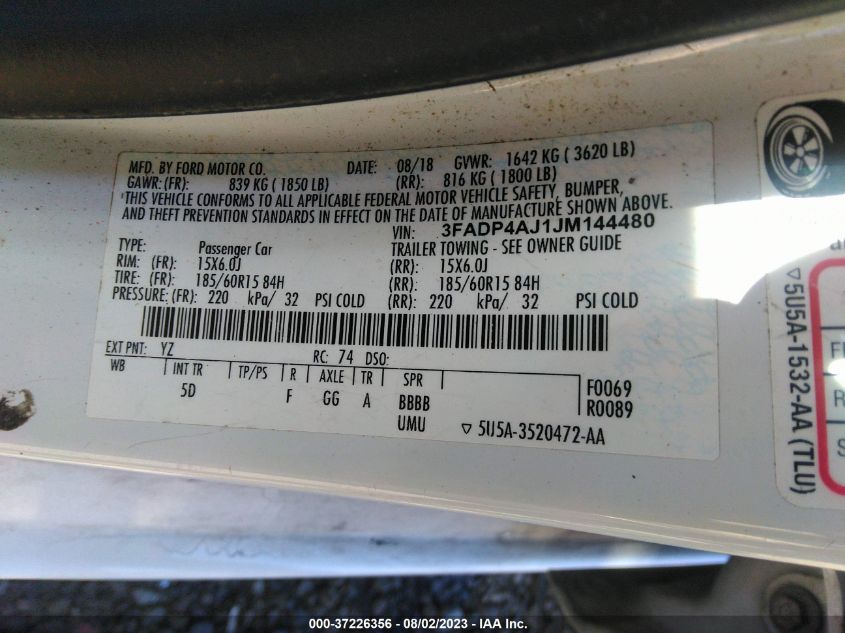 MFD. BY FORD MOTOR CO. DATE: 08/18 GVWR: 1642 KG ( 3620 LB)
GAWR:(FR): 839 KG ( 1850 LB) (RR): 816 KG ( 1800 LB)
THIS VEHICLE CONFORMS TO ALL APPLICABLE FEDERAL MOTOR VEHICLE SAFETY, BUMPER,
AND THEFT PREVENTION STANDARDS IN EFFECT ON THE DATE OF MANUFACTURE SHOWN ABOVE.
VIN: 3FADP4AJ1JM144480
TYPE: Passenger Car TRAILER TOWING - SEE OWNER GUIDE
RIM: (FR): 15X6.0J (RR): 15X6.0J
TIRE: (FR): 185/60R15 84H (RR): 185/60R15 84H
PRESSURE: (FR): 220 kPa/ 32 PSI COLD (RR): 220 kPa/ 32 PSI COLD
EXT PNT: YZ RC: 74 DSO:
WB INT TR TP/PS R AXLE TR SPR F0069
5D F GG A BBBB R0089
UMU ▽ 5U5A-3520472-AA
▽5U5A-1532-AA (TLU)
000-37226356 - 08/02/2023 - IAA Inc.